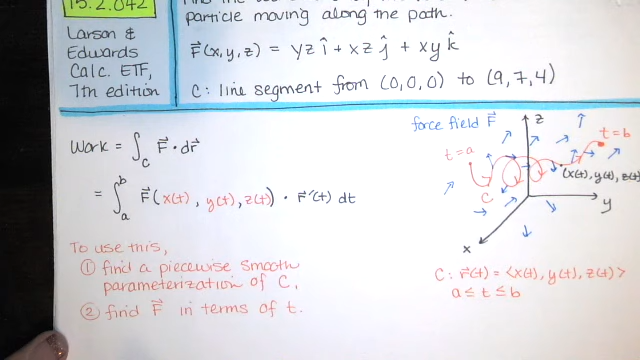 15.2.042
Larson &
Edwards
Calc. ETF,
7th edition
particle moving along the path.
F⃗(x,y,z) = yz î + xz ĵ + xy k̂
C: line segment from (0,0,0) to (9,7,4)
Work = ∫_C F⃗ · dr⃗
= ∫_a^b F⃗(x(t), y(t), z(t)) · r⃗'(t) dt
To use this,
① find a piecewise smooth
parameterization of C,
② find F⃗ in terms of t.
force field F⃗
z
t = b
t = a
(x(t), y(t), z(t)
C
y
x
C: r⃗(t) = <x(t), y(t), z(t)>
a ≤ t ≤ b